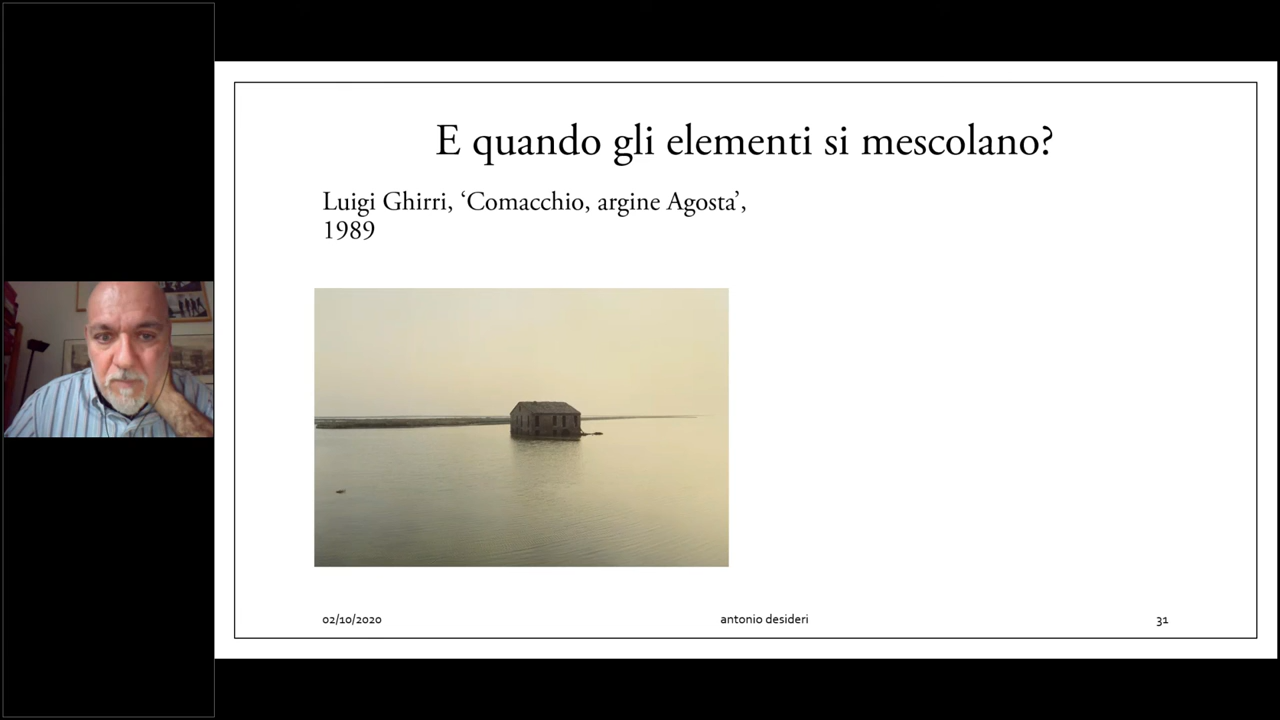 E quando gli elementi si mescolano?
Luigi Ghirri, ‘Comacchio, argine Agosta’,
1989
02/10/2020
antonio desideri
31